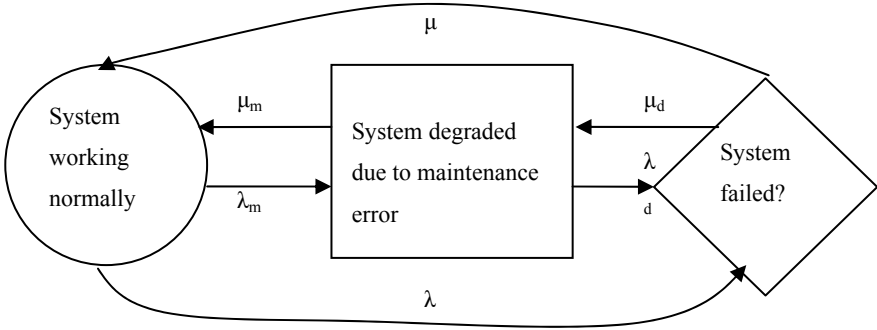 μ
System
working
normally
μm
λm
System degraded
due to maintenance
error
μd
λ
d
System
failed?
λ